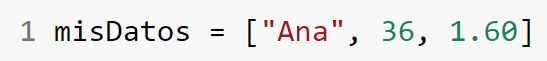 1 misDatos = ["Ana", 36, 1.60]